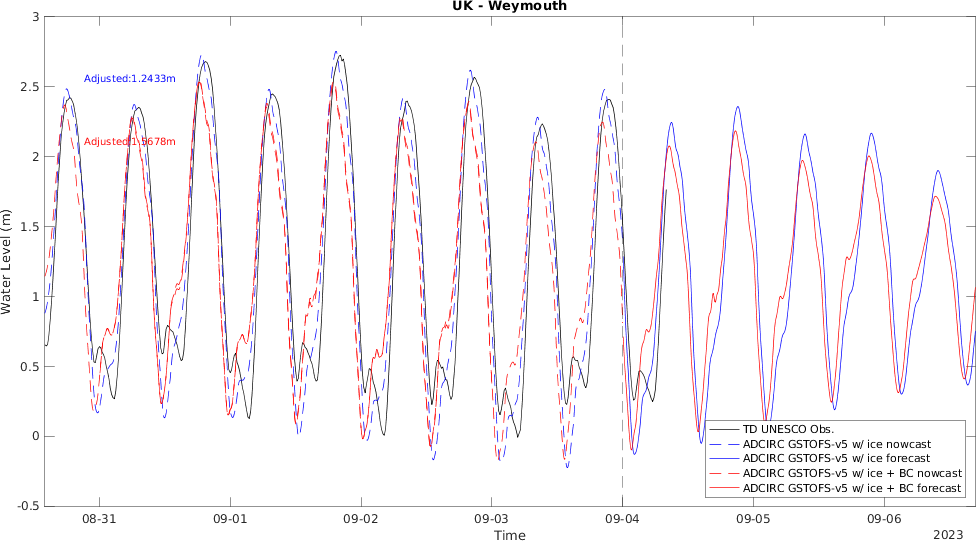 UK - Weymouth
3
2.5
2
1.5
1
0.5
0
-0.5
Water Level (m)
Adjusted:1.2433m
Adjusted:1.5678m
TD UNESCO Obs.
ADCIRC GSTOFS-v5 w/ ice nowcast
ADCIRC GSTOFS-v5 w/ ice forecast
ADCIRC GSTOFS-v5 w/ ice + BC nowcast
ADCIRC GSTOFS-v5 w/ ice + BC forecast
08-31 09-01 09-02 09-03 09-04 09-05 09-06
Time
2023